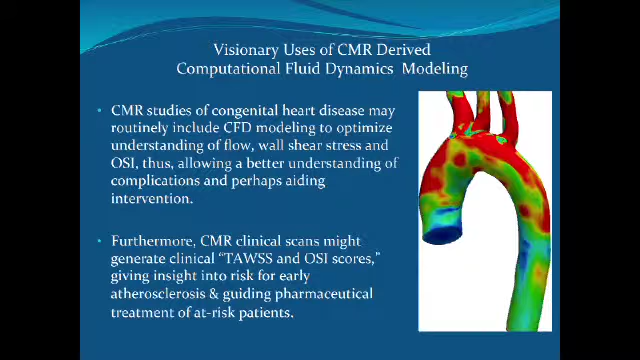 Visionary Uses of CMR Derived
Computational Fluid Dynamics Modeling
• CMR studies of congenital heart disease may
routinely include CFD modeling to optimize
understanding of flow, wall shear stress and
OSI, thus, allowing a better understanding of
complications and perhaps aiding
intervention.
• Furthermore, CMR clinical scans might
generate clinical “TAWSS and OSI scores,”
giving insight into risk for early
atherosclerosis & guiding pharmaceutical
treatment of at-risk patients.